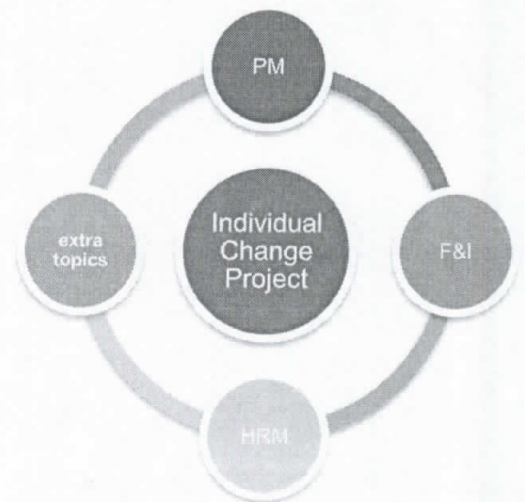 PM
Individual
Change
Project
extra
topics
F&I
HRM